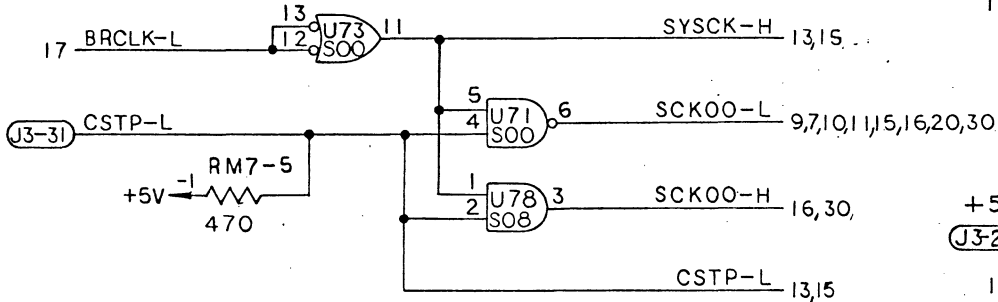 1
13
U73
11
SYSCK-H
13,15
17
BRCLK-L
12
S00
5
U71
6
SCK00-L
9,7,10,11,15,16,20,30,
J3-31
CSTP-L
4
S00
RM7-5
+5V
-1
470
1
U78
3
SCK00-H
16,30,
2
S08
+5
J3-2
CSTP-L
13,15
1